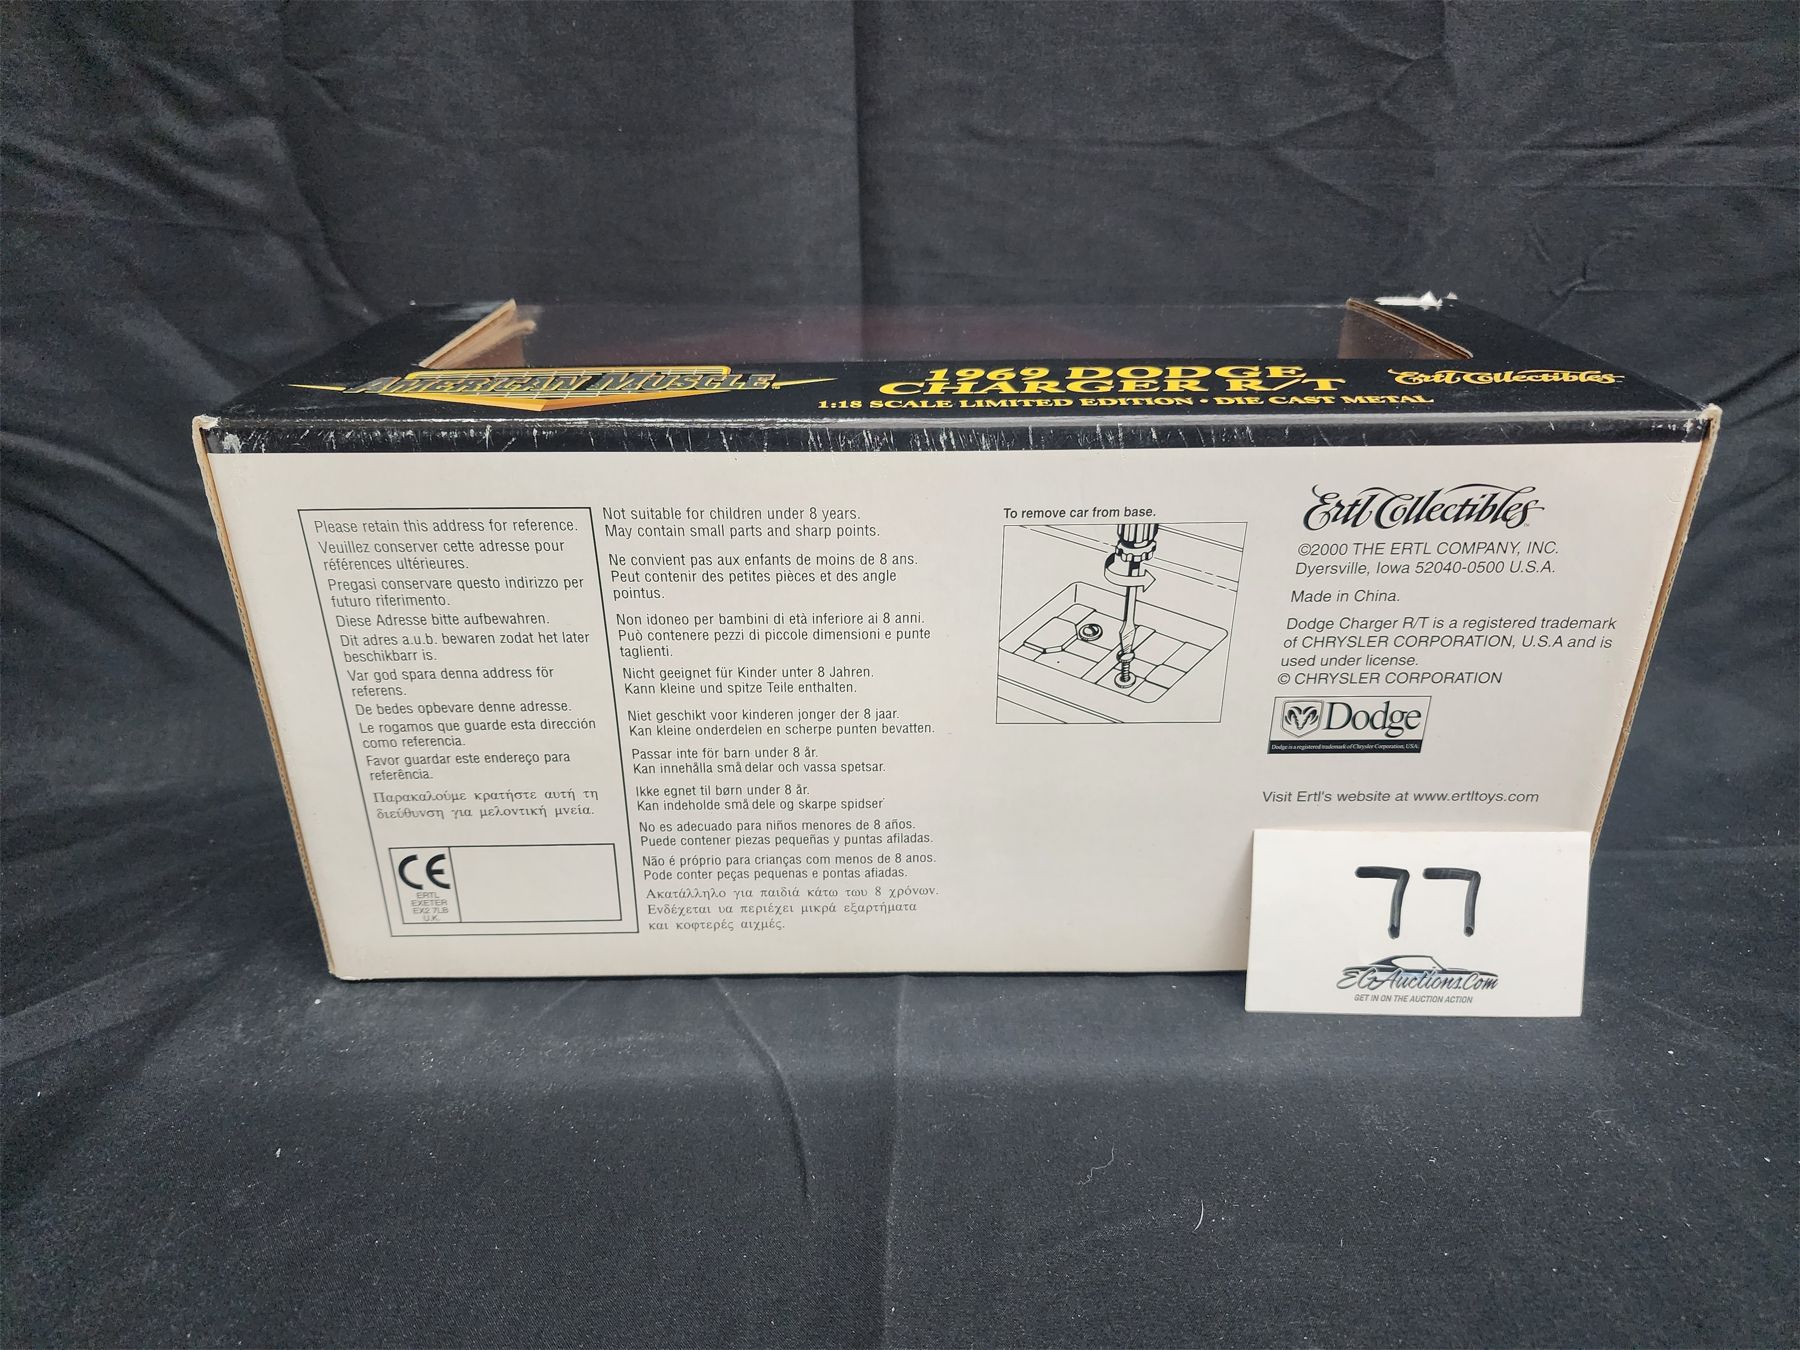 AMERICAN MUSCLE
1969 DODGE
CHARGER R/T
1:18 SCALE LIMITED EDITION • DIE CAST METAL
Ertl Collectibles
Please retain this address for reference.
Veuillez conserver cette adresse pour
références ultérieures.
Pregasi conservare questo indirizzo per
futuro riferimento.
Diese Adresse bitte aufbewahren.
Dit adres a.u.b. bewaren zodat het later
beschikbarr is.
Var god spara denna address för
referens.
De bedes opbevare denne adresse.
Le rogamos que guarde esta dirección
como referencia.
Favor guardar este endereço para
referência.
Παρακαλούμε κρατήστε αυτή τη
διεύθυνση για μελοντική μνεία.
CE
ERTL
EXETER
EX2 7LB
U.K.
Not suitable for children under 8 years.
May contain small parts and sharp points.
Ne convient pas aux enfants de moins de 8 ans.
Peut contenir des petites pièces et des angle
pointus.
Non idoneo per bambini di età inferiore ai 8 anni.
Può contenere pezzi di piccole dimensioni e punte
taglienti.
Nicht geeignet für Kinder unter 8 Jahren.
Kann kleine und spitze Teile enthalten.
Niet geschikt voor kinderen jonger der 8 jaar.
Kan kleine onderdelen en scherpe punten bevatten.
Passar inte för barn under 8 år.
Kan innehålla små delar och vassa spetsar.
Ikke egnet til børn under 8 år.
Kan indeholde små dele og skarpe spidser
No es adecuado para niños menores de 8 años.
Puede contener piezas pequeñas y puntas afiladas.
Não é próprio para crianças com menos de 8 anos.
Pode conter peças pequenas e pontas afiadas.
Ακατάλληλο για παιδιά κάτω του 8 χρόνων.
Ενδέχεται υα περιέχει μικρά εξαρτήματα
και κοφτερές αιχμές.
To remove car from base.
Ertl Collectibles
©2000 THE ERTL COMPANY, INC.
Dyersville, Iowa 52040-0500 U.S.A.
Made in China.
Dodge Charger R/T is a registered trademark
of CHRYSLER CORPORATION, U.S.A and is
used under license.
© CHRYSLER CORPORATION
Dodge
Dodge is a registered trademark of Chrysler Corporation, USA.
Visit Ertl's website at www.ertltoys.com
77
EGAuctions.Com
GET IN ON THE AUCTION ACTION